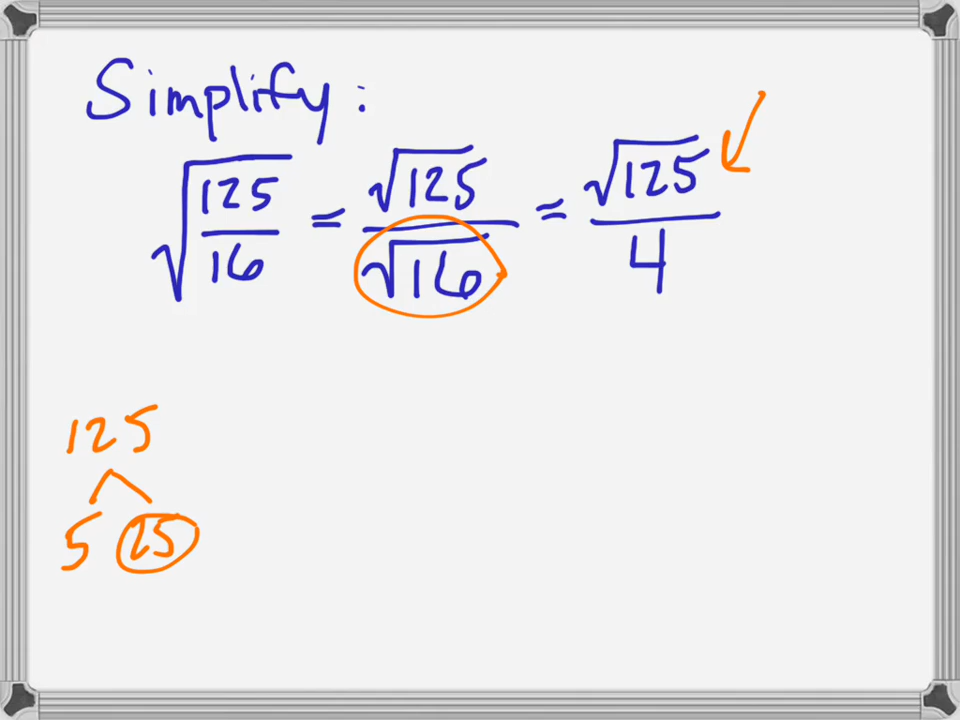 Simplify:
√(125/16) = √125/√16 = √125/4
125
5 25